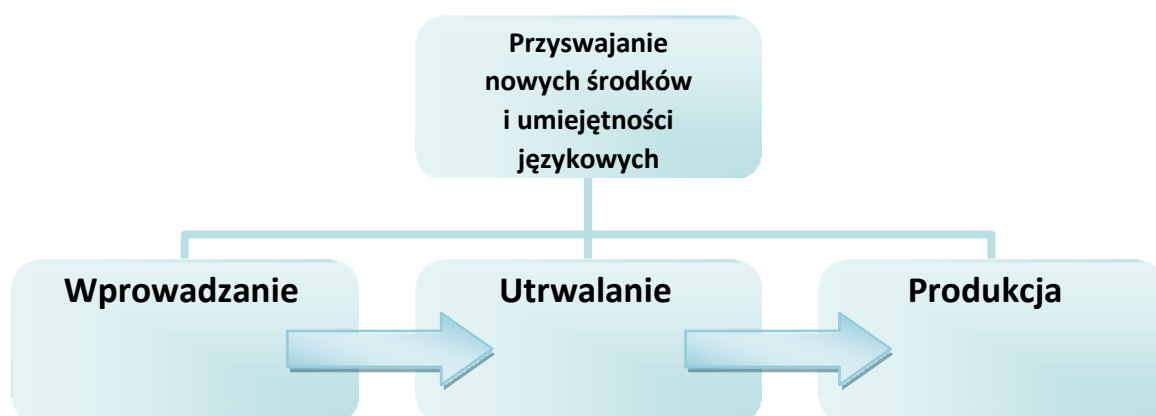 Przyswajanie
nowych środków
i umiejętności
językowych
Wprowadzanie
Utrwalanie
Produkcja